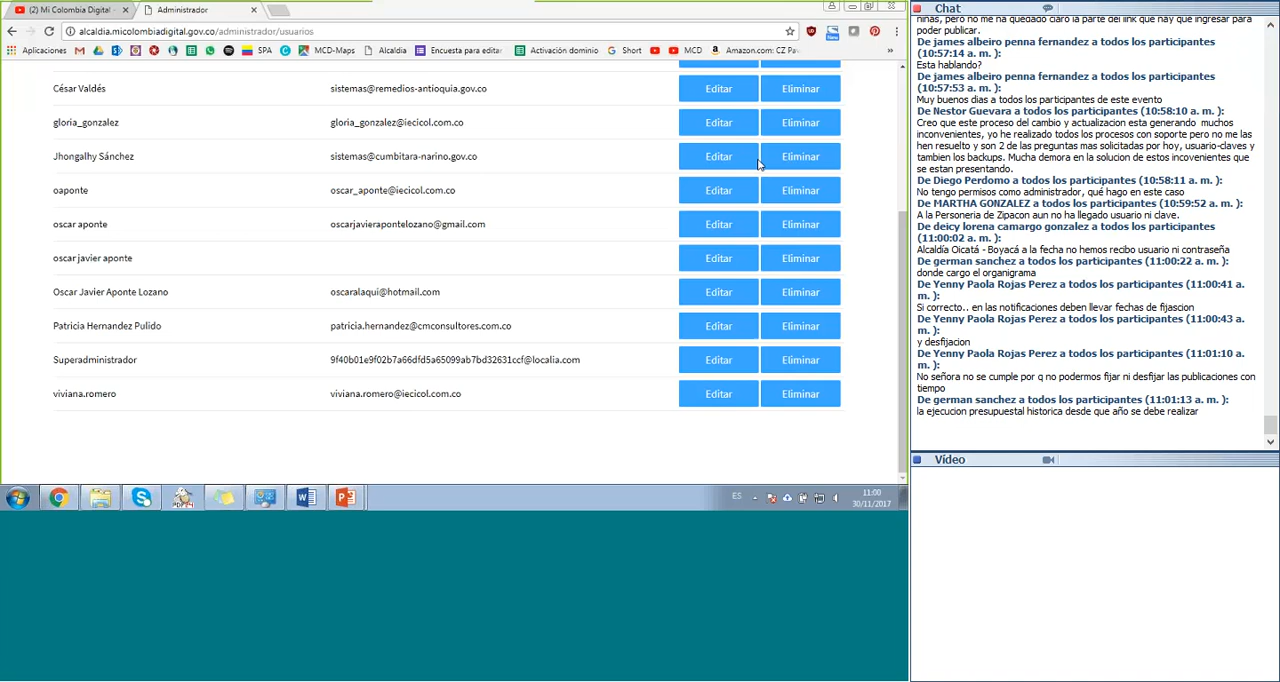 (2) Mi Colombia Digital -
Administrador
alcaldia.micolombiadigital.gov.co/administrador/usuarios
Aplicaciones
SPA
MCD-Maps
Alcaldia
Encuesta para editar
Activación dominio
Short
MCD
Amazon.com: CZ Pav
»
César Valdés sistemas@remedios-antioquia.gov.co Editar Eliminar
gloria_gonzalez gloria_gonzalez@iecicol.com.co Editar Eliminar
Jhongalhy Sánchez sistemas@cumbitara-narino.gov.co Editar Eliminar
oaponte oscar_aponte@iecicol.com.co Editar Eliminar
oscar aponte oscarjavierapontelozano@gmail.com Editar Eliminar
oscar javier aponte Editar Eliminar
Oscar Javier Aponte Lozano oscaralaqui@hotmail.com Editar Eliminar
Patricia Hernandez Pulido patricia.hernandez@cmconsultores.com.co Editar Eliminar
Superadministrador 9f40b01e9f02b7a66dfd5a65099ab7bd32631ccf@localia.com Editar Eliminar
viviana.romero viviana.romero@iecicol.com.co Editar Eliminar
ES
11:00
30/11/2017
Chat
niñas, pero no me ha quedado claro la parte del link que hay que ingresar para
poder publicar.
De james albeiro penna fernandez a todos los participantes
(10:57:14 a. m. ):
Esta hablando?
De james albeiro penna fernandez a todos los participantes
(10:57:53 a. m. ):
Muy buenos dias a todos los participantes de este evento
De Nestor Guevara a todos los participantes (10:58:10 a. m. ):
Creo que este proceso del cambio y actualizacion esta generando muchos
inconvenientes, yo he realizado todos los procesos con soporte pero no me las
hen resuelto y son 2 de las preguntas mas solicitadas por hoy, usuario-claves y
tambien los backups. Mucha demora en la solucion de estos incovenientes que
se estan presentando.
De Diego Perdomo a todos los participantes (10:58:11 a. m. ):
No tengo permisos como administrador, qué hago en este caso
De MARTHA GONZALEZ a todos los participantes (10:59:52 a. m. ):
A la Personeria de Zipacon aun no ha llegado usuario ni clave.
De deicy lorena camargo gonzalez a todos los participantes
(11:00:02 a. m. ):
Alcaldía Oicatá - Boyacá a la fecha no hemos recibo usuario ni contraseña
De german sanchez a todos los participantes (11:00:22 a. m. ):
donde cargo el organigrama
De Yenny Paola Rojas Perez a todos los participantes (11:00:41 a.
m. ):
Si correcto.. en las notificaciones deben llevar fechas de fijascion
De Yenny Paola Rojas Perez a todos los participantes (11:00:43 a.
m. ):
y desfijacion
De Yenny Paola Rojas Perez a todos los participantes (11:01:10 a.
m. ):
No señora no se cumple por q no podermos fijar ni desfijar las publicaciones con
tiempo
De german sanchez a todos los participantes (11:01:13 a. m. ):
la ejecucion presupuestal historica desde que año se debe realizar
Vídeo